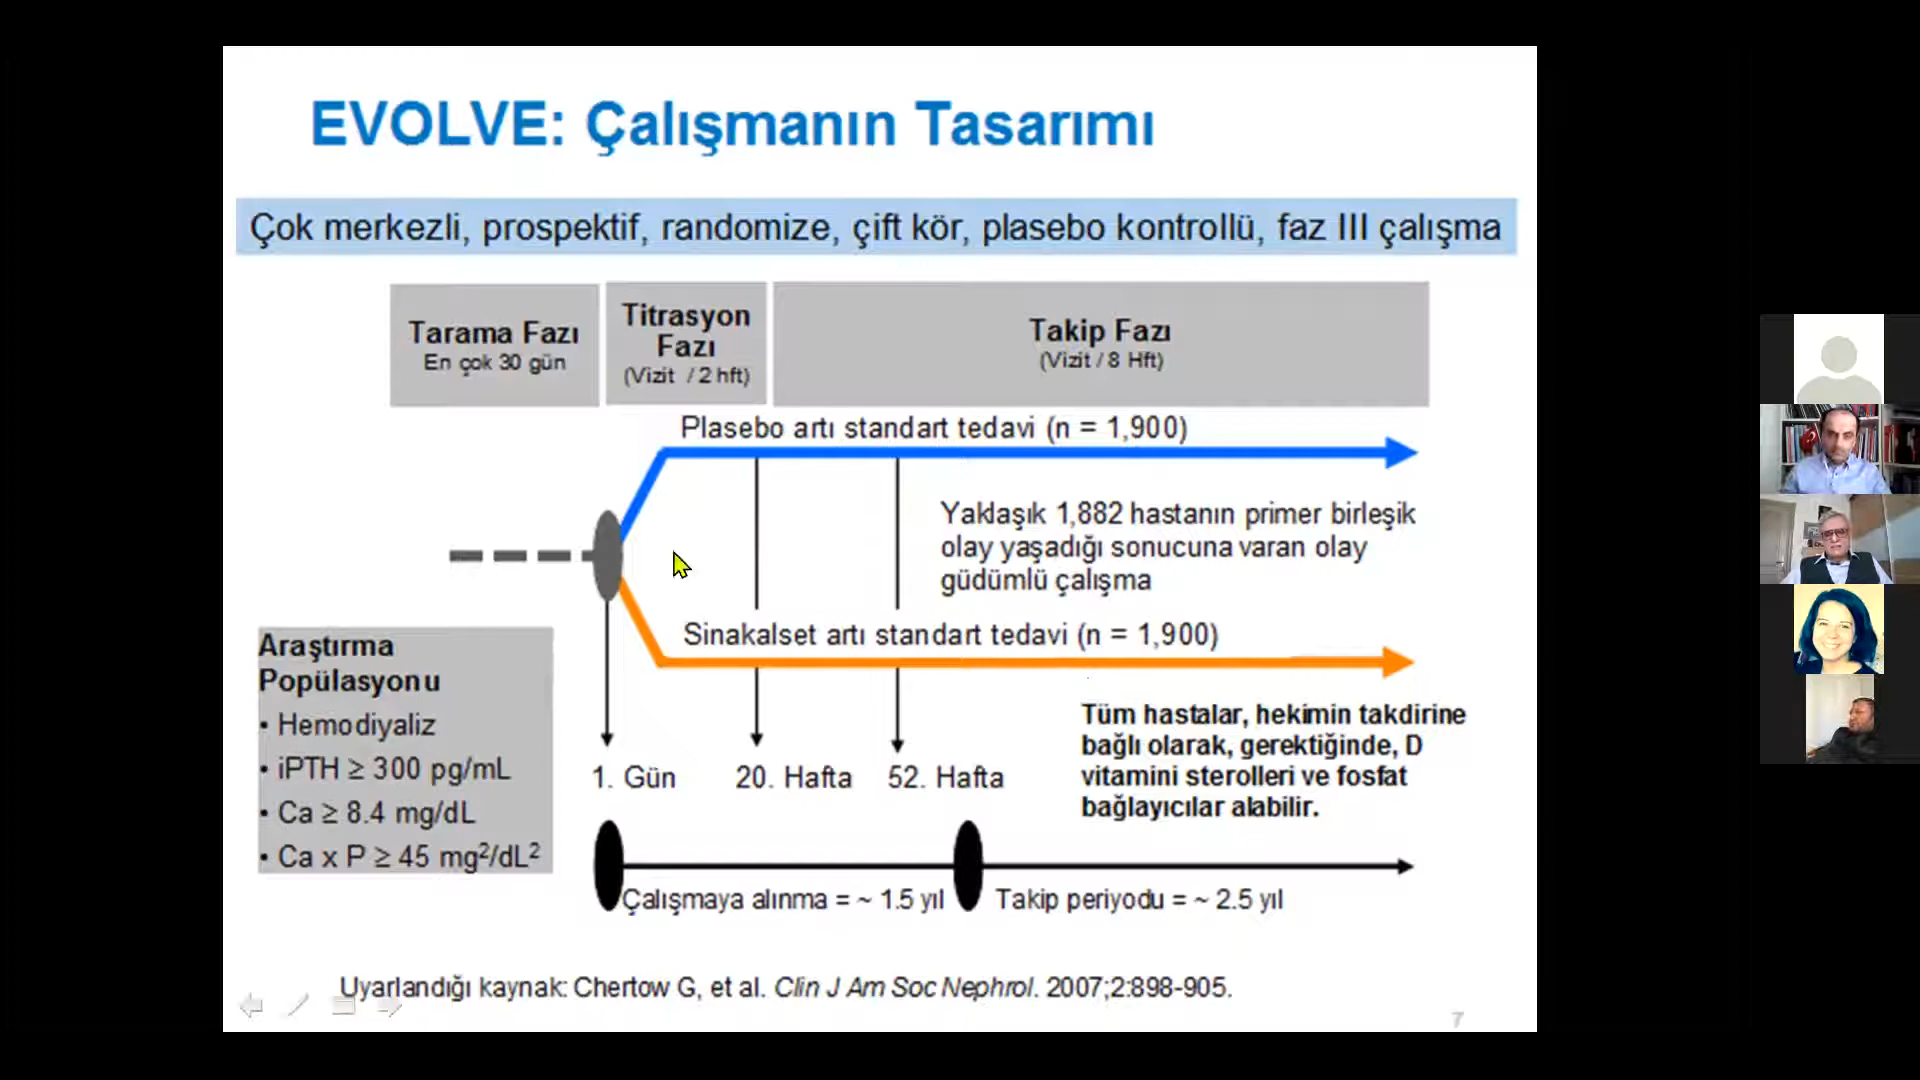 EVOLVE: Çalışmanın Tasarımı
Çok merkezli, prospektif, randomize, çift kör, plasebo kontrollü, faz III çalışma
Tarama Fazı
En çok 30 gün
Titrasyon
Fazı
(Vizit / 2 hft)
Takip Fazı
(Vizit / 8 Hft)
Plasebo artı standart tedavi (n = 1,900)
Yaklaşık 1,882 hastanın primer birleşik
olay yaşadığı sonucuna varan olay
güdümlü çalışma
Sinakalset artı standart tedavi (n = 1,900)
Araştırma
Popülasyonu
• Hemodiyaliz
• iPTH ≥ 300 pg/mL
• Ca ≥ 8.4 mg/dL
• Ca x P ≥ 45 mg²/dL²
1. Gün
20. Hafta
52. Hafta
Tüm hastalar, hekimin takdirine
bağlı olarak, gerektiğinde, D
vitamini sterolleri ve fosfat
bağlayıcılar alabilir.
Çalışmaya alınma = ~ 1.5 yıl
Takip periyodu = ~ 2.5 yıl
Uyarlandığı kaynak: Chertow G, et al. Clin J Am Soc Nephrol. 2007;2:898-905.
7